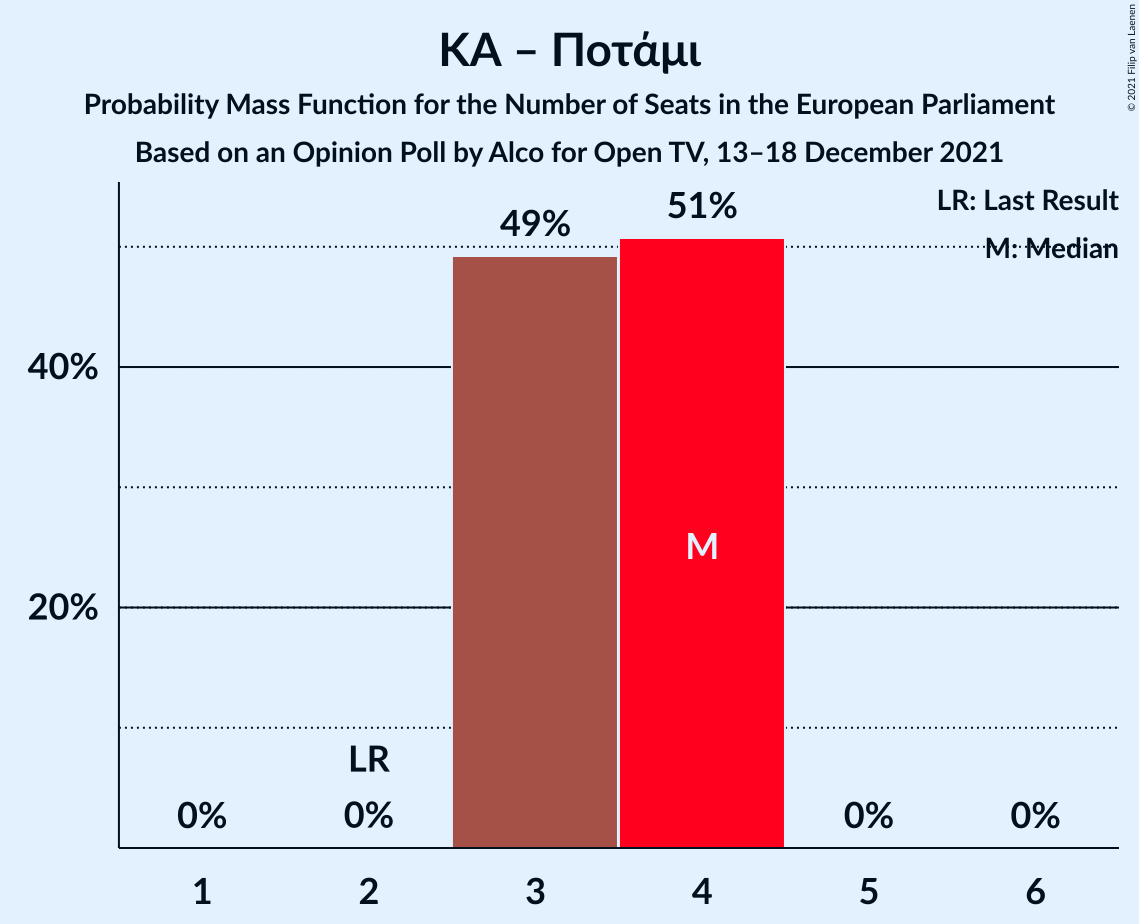 ΚΑ – Ποτάμι
Probability Mass Function for the Number of Seats in the European Parliament
Based on an Opinion Poll by Alco for Open TV, 13–18 December 2021
© 2021 Filip van Laenen
LR: Last Result
M: Median
49%
51%
40%
20%
M
LR
0%
0%
0%
0%
1
2
3
4
5
6